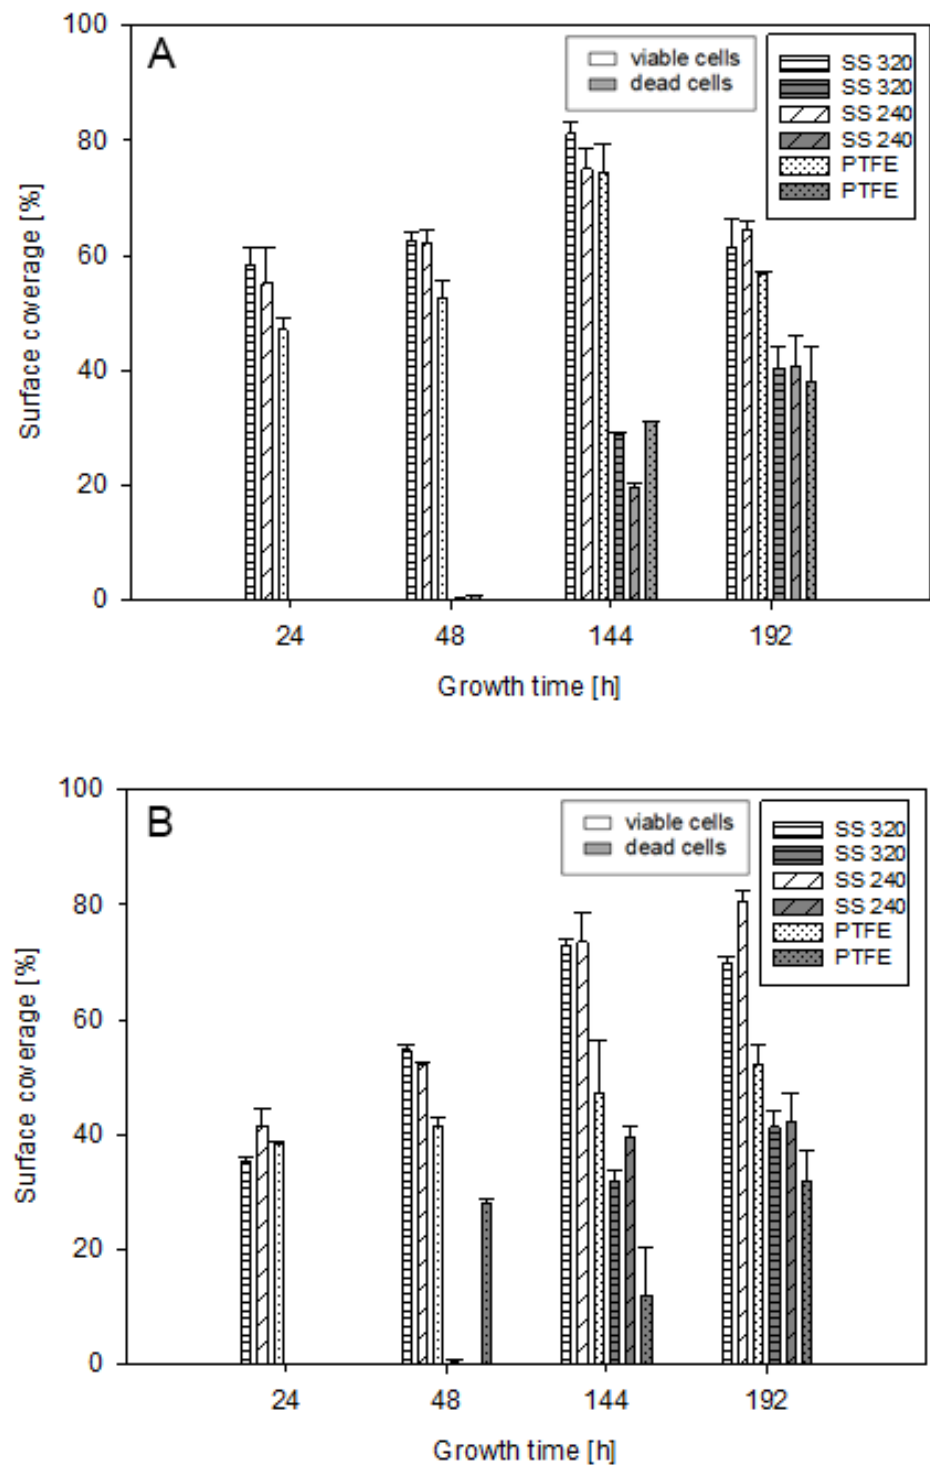 A
100
80
60
40
20
0
Surface coverage [%]
viable cells
dead cells
SS 320
SS 320
SS 240
SS 240
PTFE
PTFE
24 48 144 192
Growth time [h]
B
100
80
60
40
20
0
Surface coverage [%]
viable cells
dead cells
SS 320
SS 320
SS 240
SS 240
PTFE
PTFE
24 48 144 192
Growth time [h]